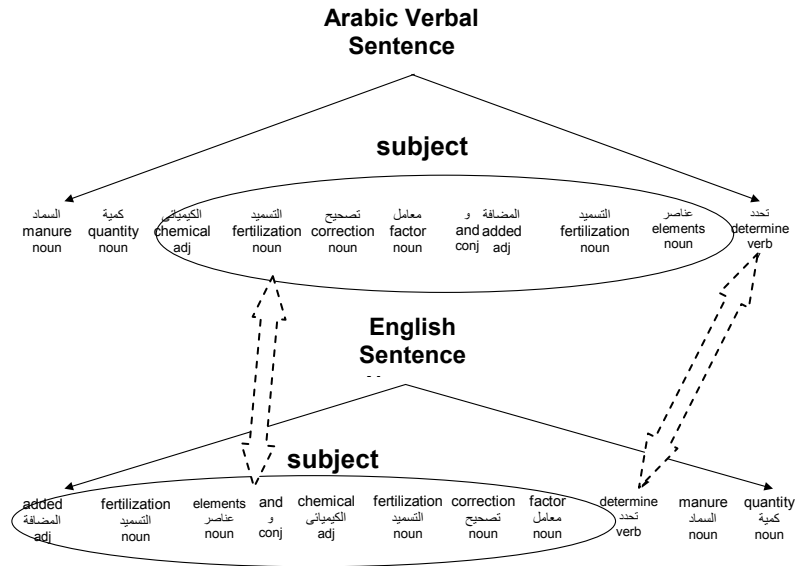 Arabic Verbal
Sentence
subject
السماد كمية الكيميائى التسميد تصحيح معامل و المضافة التسميد عناصر تحدد
manure quantity chemical fertilization correction factor and added fertilization elements determine
noun noun adj noun noun noun conj adj noun noun verb
English
Sentence
subject
added fertilization elements and chemical fertilization correction factor determine manure quantity
المضافة التسميد عناصر و الكيميائى التسميد تصحيح معامل تحدد السماد كمية
adj noun noun conj adj noun noun noun verb noun noun